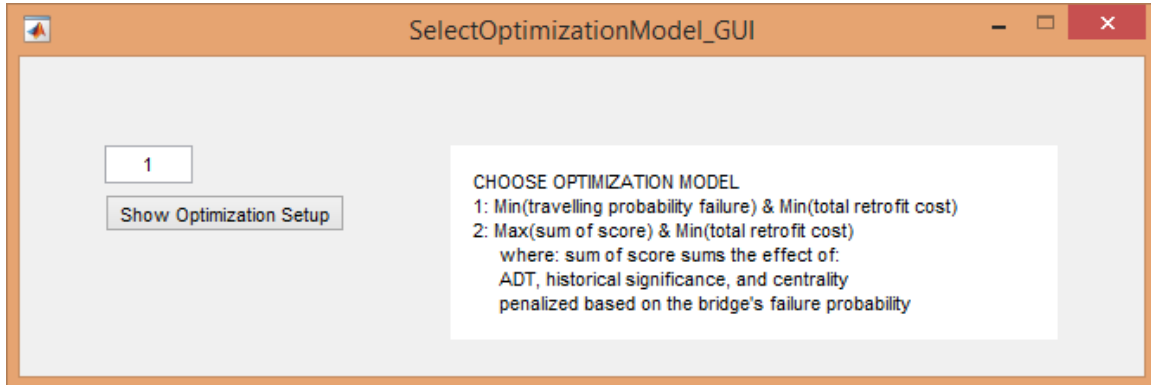 SelectOptimizationModel_GUI
1
Show Optimization Setup
CHOOSE OPTIMIZATION MODEL
1: Min(travelling probability failure) & Min(total retrofit cost)
2: Max(sum of score) & Min(total retrofit cost)
where: sum of score sums the effect of:
ADT, historical significance, and centrality
penalized based on the bridge's failure probability